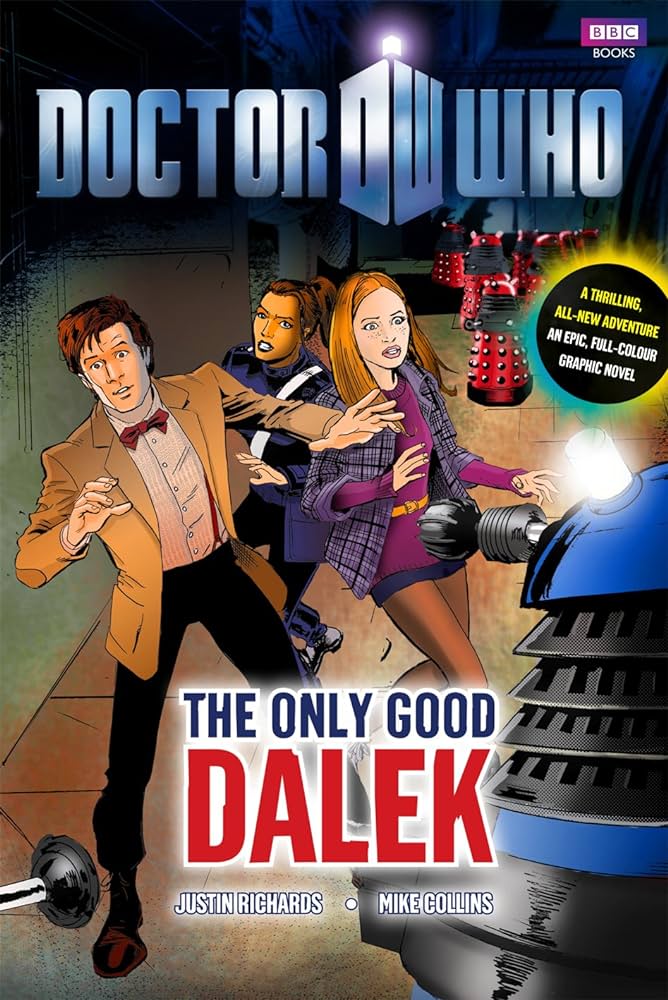 BBC
BOOKS
DOCTOR DW WHO
A THRILLING,
ALL-NEW ADVENTURE
AN EPIC, FULL-COLOUR
GRAPHIC NOVEL
THE ONLY GOOD
DALEK
JUSTIN RICHARDS • MIKE COLLINS